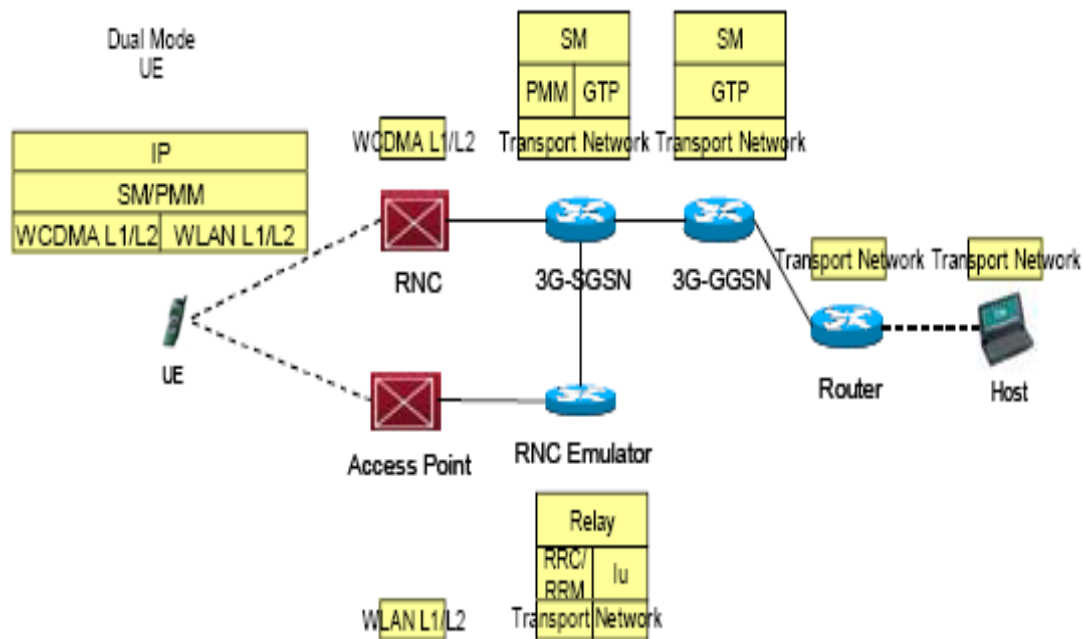 Dual Mode
UE
IP
SM/PMM
WCDMA L1/L2 WLAN L1/L2
WCDMA L1/L2
SM
PMM GTP
Transport Network
SM
GTP
Transport Network
RNC
3G-SGSN
3G-GGSN
Transport Network
Transport Network
UE
Router
Host
Access Point
RNC Emulator
WLAN L1/L2
Relay
RRC/
RRM
Iu
Transport Network